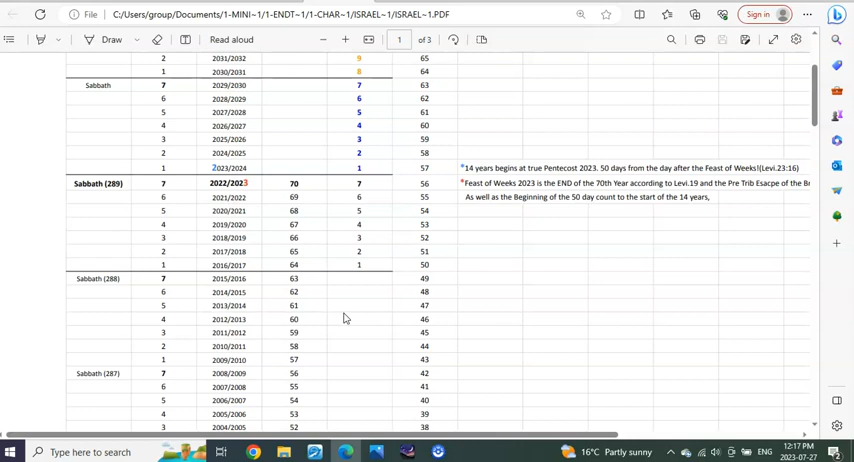 File C:/Users/group/Documents/1-MINI~1/1-ENDT~1/1-CHAR~1/ISRAEL~1/ISRAEL~1.PDF Sign in
Draw Read aloud 1 of 3
2 2031/2032 9 65
1 2030/2031 8 64
Sabbath 7 2029/2030 7 63
6 2028/2029 6 62
5 2027/2028 5 61
4 2026/2027 4 60
3 2025/2026 3 59
2 2024/2025 2 58
1 2023/2024 1 57 *14 years begins at true Pentecost 2023. 50 days from the day after the Feast of Weeks!(Levi.23:16)
Sabbath (289) 7 2022/2023 70 7 56 *Feast of Weeks 2023 is the END of the 70th Year according to Levi.19 and the Pre Trib Esacpe of the Br
6 2021/2022 69 6 55 As well as the Beginning of the 50 day count to the start of the 14 years,
5 2020/2021 68 5 54
4 2019/2020 67 4 53
3 2018/2019 66 3 52
2 2017/2018 65 2 51
1 2016/2017 64 1 50
Sabbath (288) 7 2015/2016 63 49
6 2014/2015 62 48
5 2013/2014 61 47
4 2012/2013 60 46
3 2011/2012 59 45
2 2010/2011 58 44
1 2009/2010 57 43
Sabbath (287) 7 2008/2009 56 42
6 2007/2008 55 41
5 2006/2007 54 40
4 2005/2006 53 39
3 2004/2005 52 38
Type here to search 16°C Partly sunny ENG 12:17 PM
2023-07-27 2